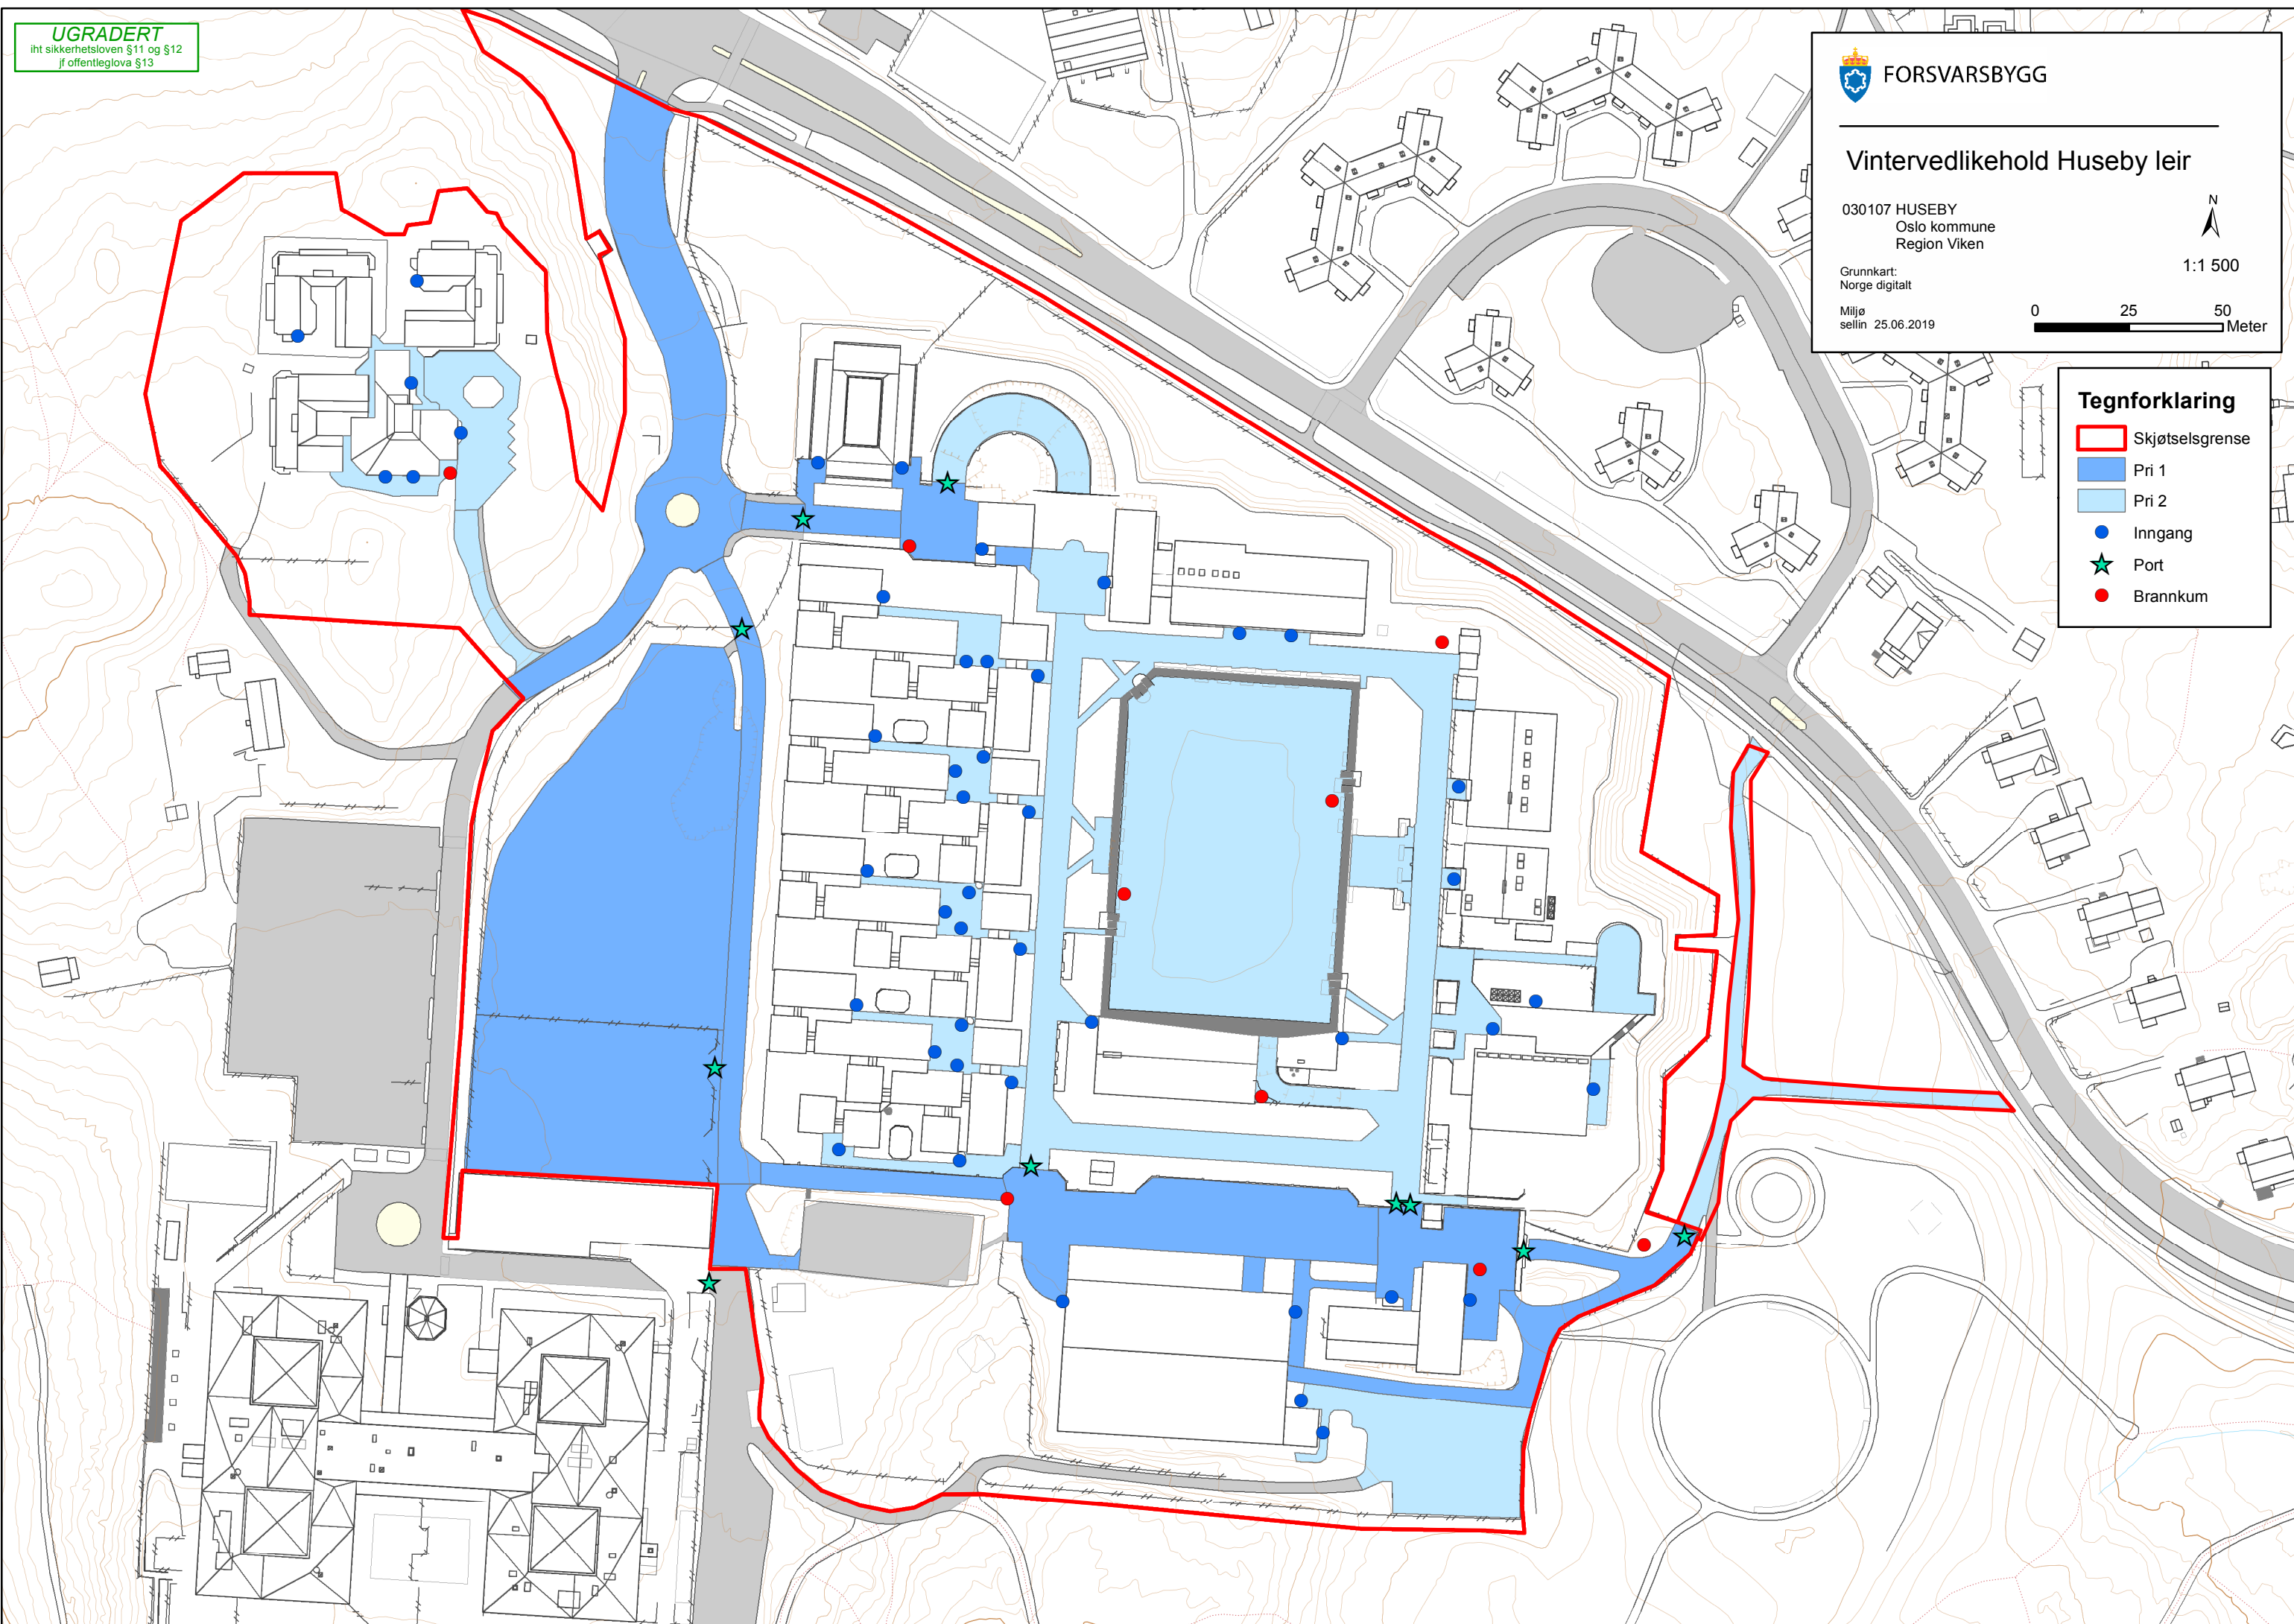 UGRADERT
iht sikkerhetsloven §11 og §12
jf offentleglova §13
FORSVARSBYGG
Vintervedlikehold Huseby leir
030107 HUSEBY
Oslo kommune
Region Viken
N
1:1 500
Grunnkart:
Norge digitalt
Miljø
sellin 25.06.2019
0 25 50
Meter
Tegnforklaring
Skjøtselsgrense
Pri 1
Pri 2
Inngang
Port
Brannkum